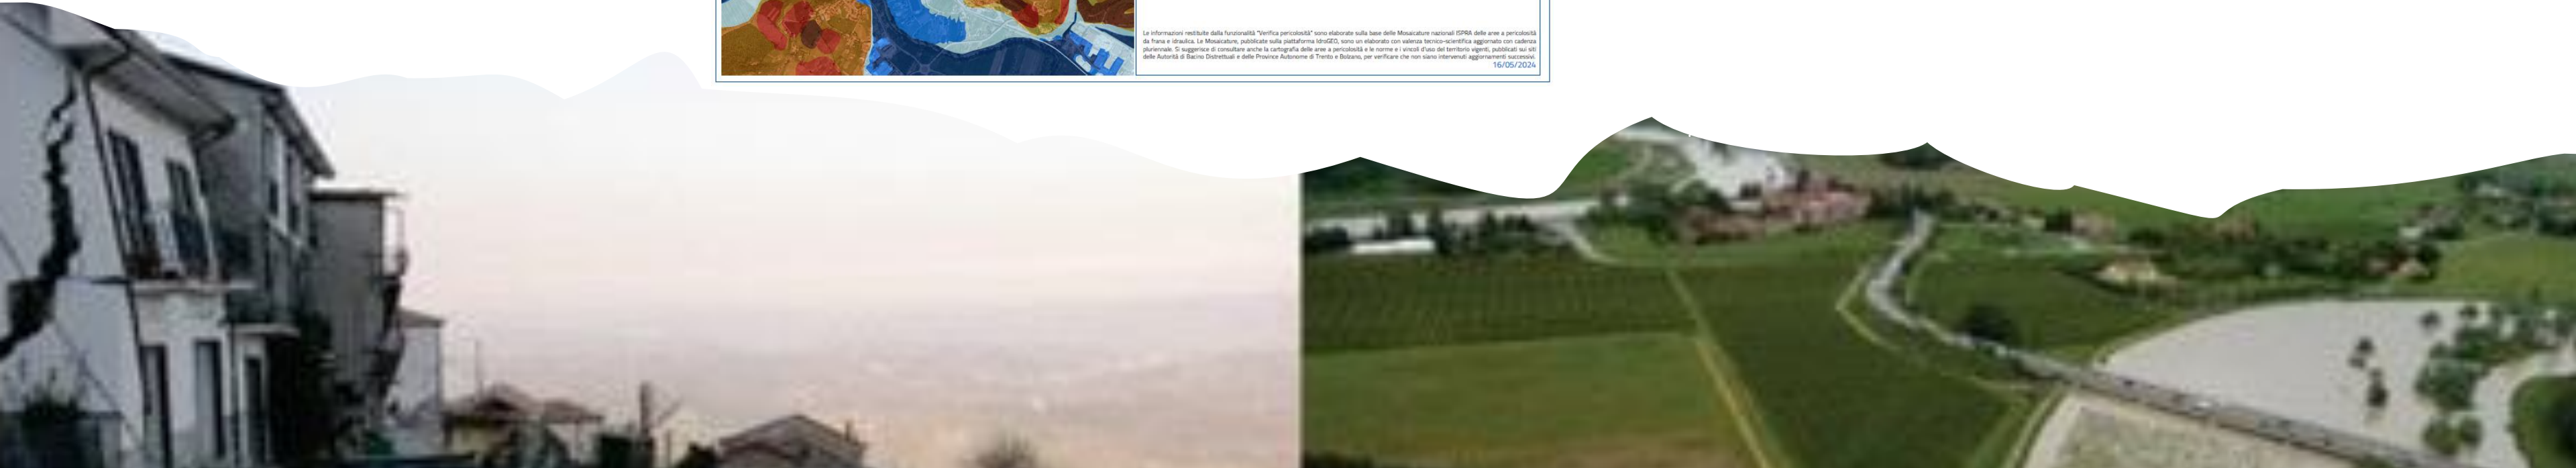 Le informazioni restituite dalla funzionalità "Verifica pericolosità" sono elaborate sulla base delle Mosaicature nazionali ISPRA delle aree a pericolosità
da frana e idraulica. Le Mosaicature, pubblicate sulla piattaforma IdroGEO, sono un elaborato con valenza tecnico-scientifica aggiornato con cadenza
pluriennale. Si suggerisce di consultare anche la cartografia delle aree a pericolosità e le norme e i vincoli d'uso del territorio vigenti, pubblicati sui siti
delle Autorità di Bacino Distrettuali e delle Province Autonome di Trento e Bolzano, per verificare che non siano intervenuti aggiornamenti successivi.
16/05/2024